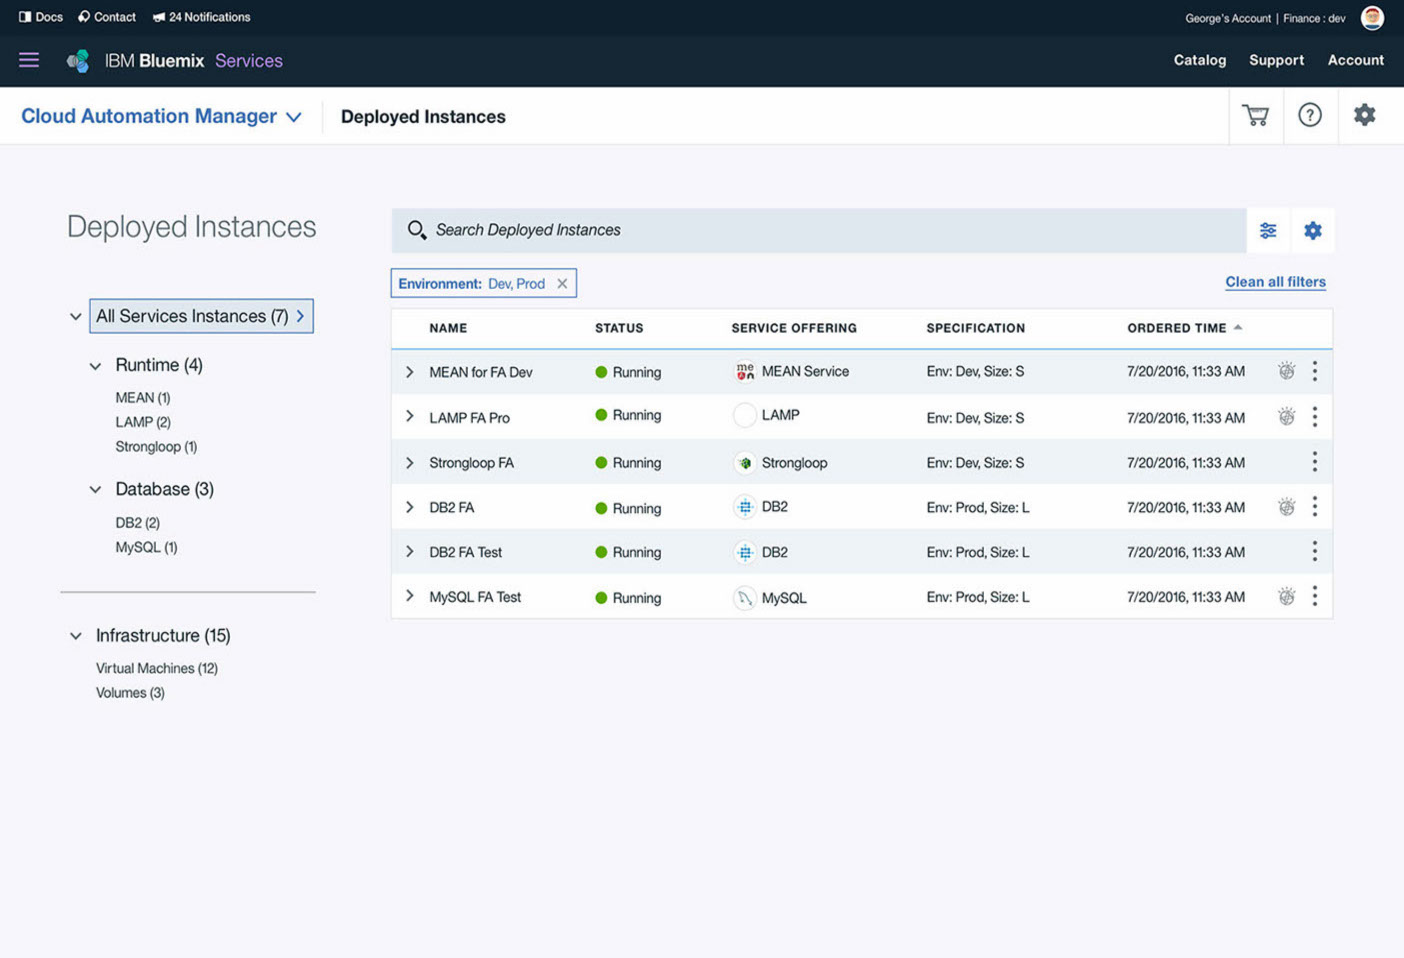 Docs Contact 24 Notifications George's Account | Finance : dev
IBM Bluemix Services Catalog Support Account
Cloud Automation Manager Deployed Instances
Deployed Instances
Search Deployed Instances
Environment: Dev, Prod Clean all filters
All Services Instances (7)
Runtime (4)
MEAN (1)
LAMP (2)
Strongloop (1)
Database (3)
DB2 (2)
MySQL (1)
Infrastructure (15)
Virtual Machines (12)
Volumes (3)
NAME STATUS SERVICE OFFERING SPECIFICATION ORDERED TIME
MEAN for FA Dev Running me an MEAN Service Env: Dev, Size: S 7/20/2016, 11:33 AM
LAMP FA Pro Running LAMP Env: Dev, Size: S 7/20/2016, 11:33 AM
Strongloop FA Running Strongloop Env: Dev, Size: S 7/20/2016, 11:33 AM
DB2 FA Running DB2 Env: Prod, Size: L 7/20/2016, 11:33 AM
DB2 FA Test Running DB2 Env: Prod, Size: L 7/20/2016, 11:33 AM
MySQL FA Test Running MySQL Env: Prod, Size: L 7/20/2016, 11:33 AM